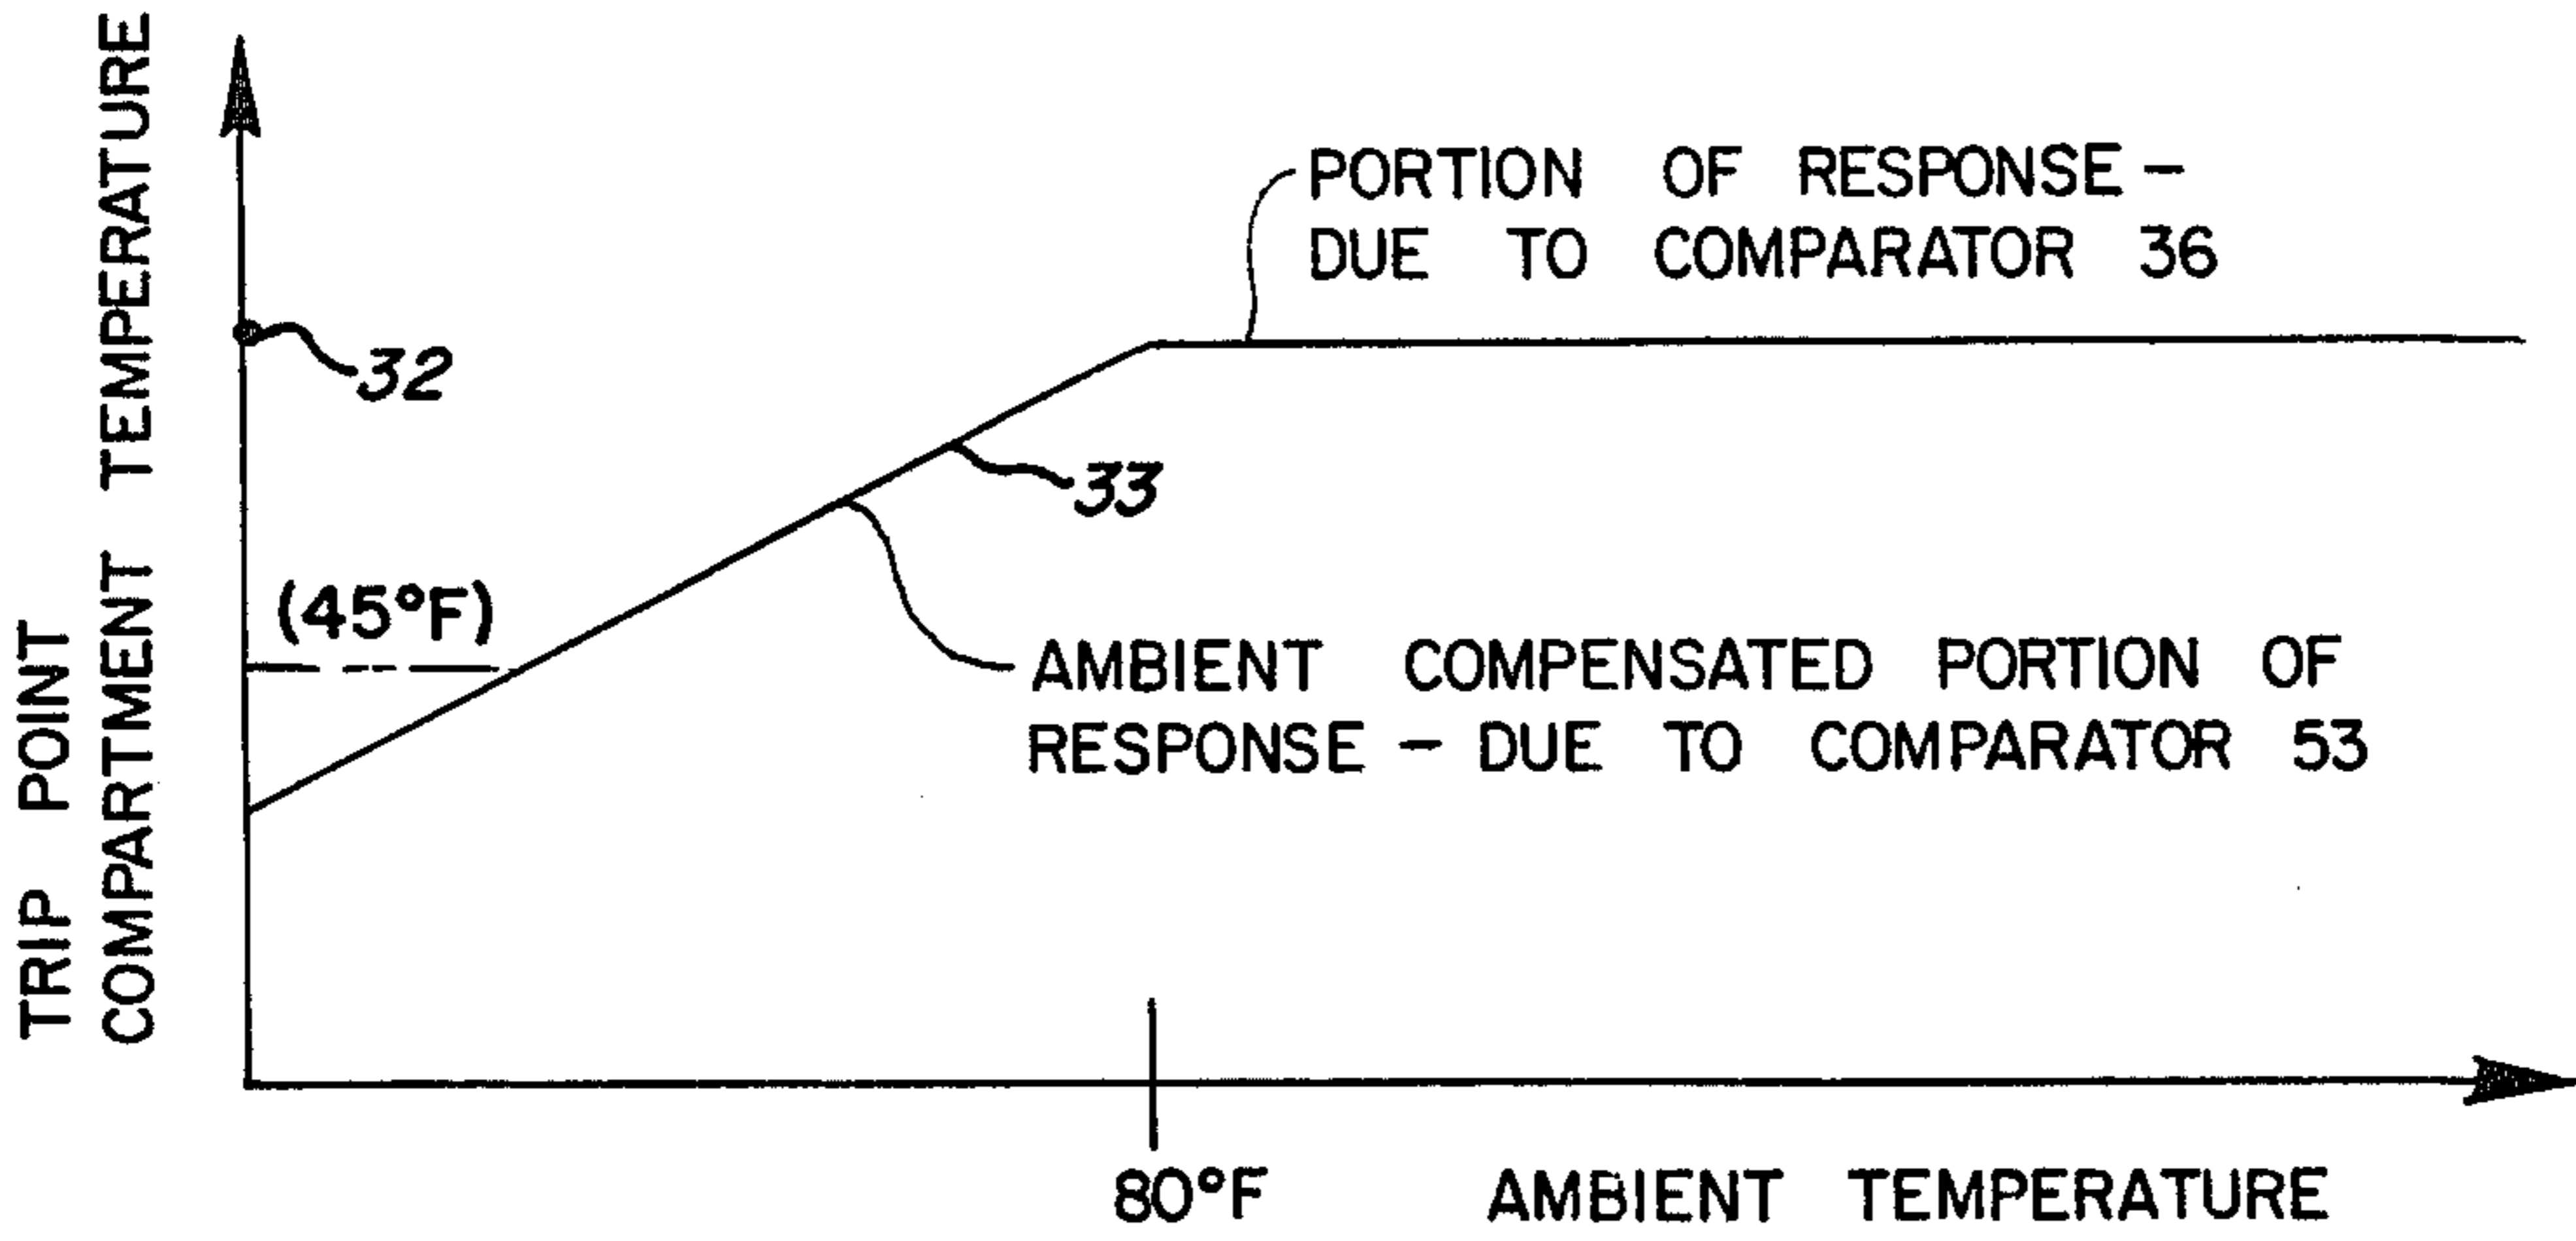 TRIP POINT
COMPARTMENT TEMPERATURE
PORTION OF RESPONSE -
DUE TO COMPARATOR 36
32
33
(45°F)
AMBIENT COMPENSATED PORTION OF
RESPONSE - DUE TO COMPARATOR 53
80°F
AMBIENT TEMPERATURE